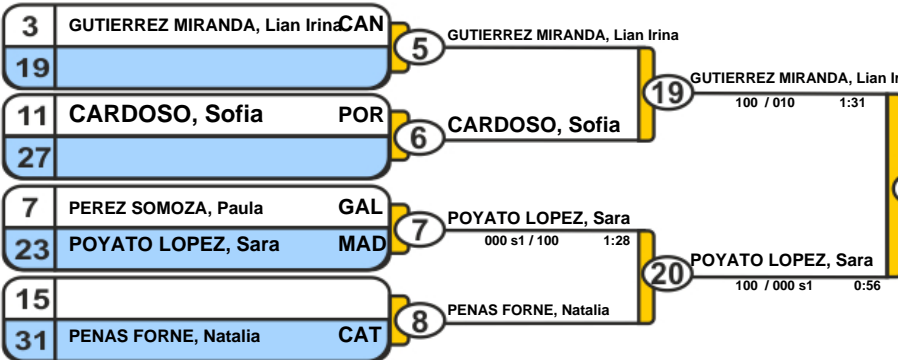 3 GUTIERREZ MIRANDA, Lian Irina CAN
19
5 GUTIERREZ MIRANDA, Lian Irina
11 CARDOSO, Sofia POR
27
6 CARDOSO, Sofia
19 GUTIERREZ MIRANDA, Lian
100 / 010 1:31
7 PEREZ SOMOZA, Paula GAL
23 POYATO LOPEZ, Sara MAD
7 POYATO LOPEZ, Sara
000 s1 / 100 1:28
15
31 PENAS FORNE, Natalia CAT
8 PENAS FORNE, Natalia
20 POYATO LOPEZ, Sara
100 / 000 s1 0:56